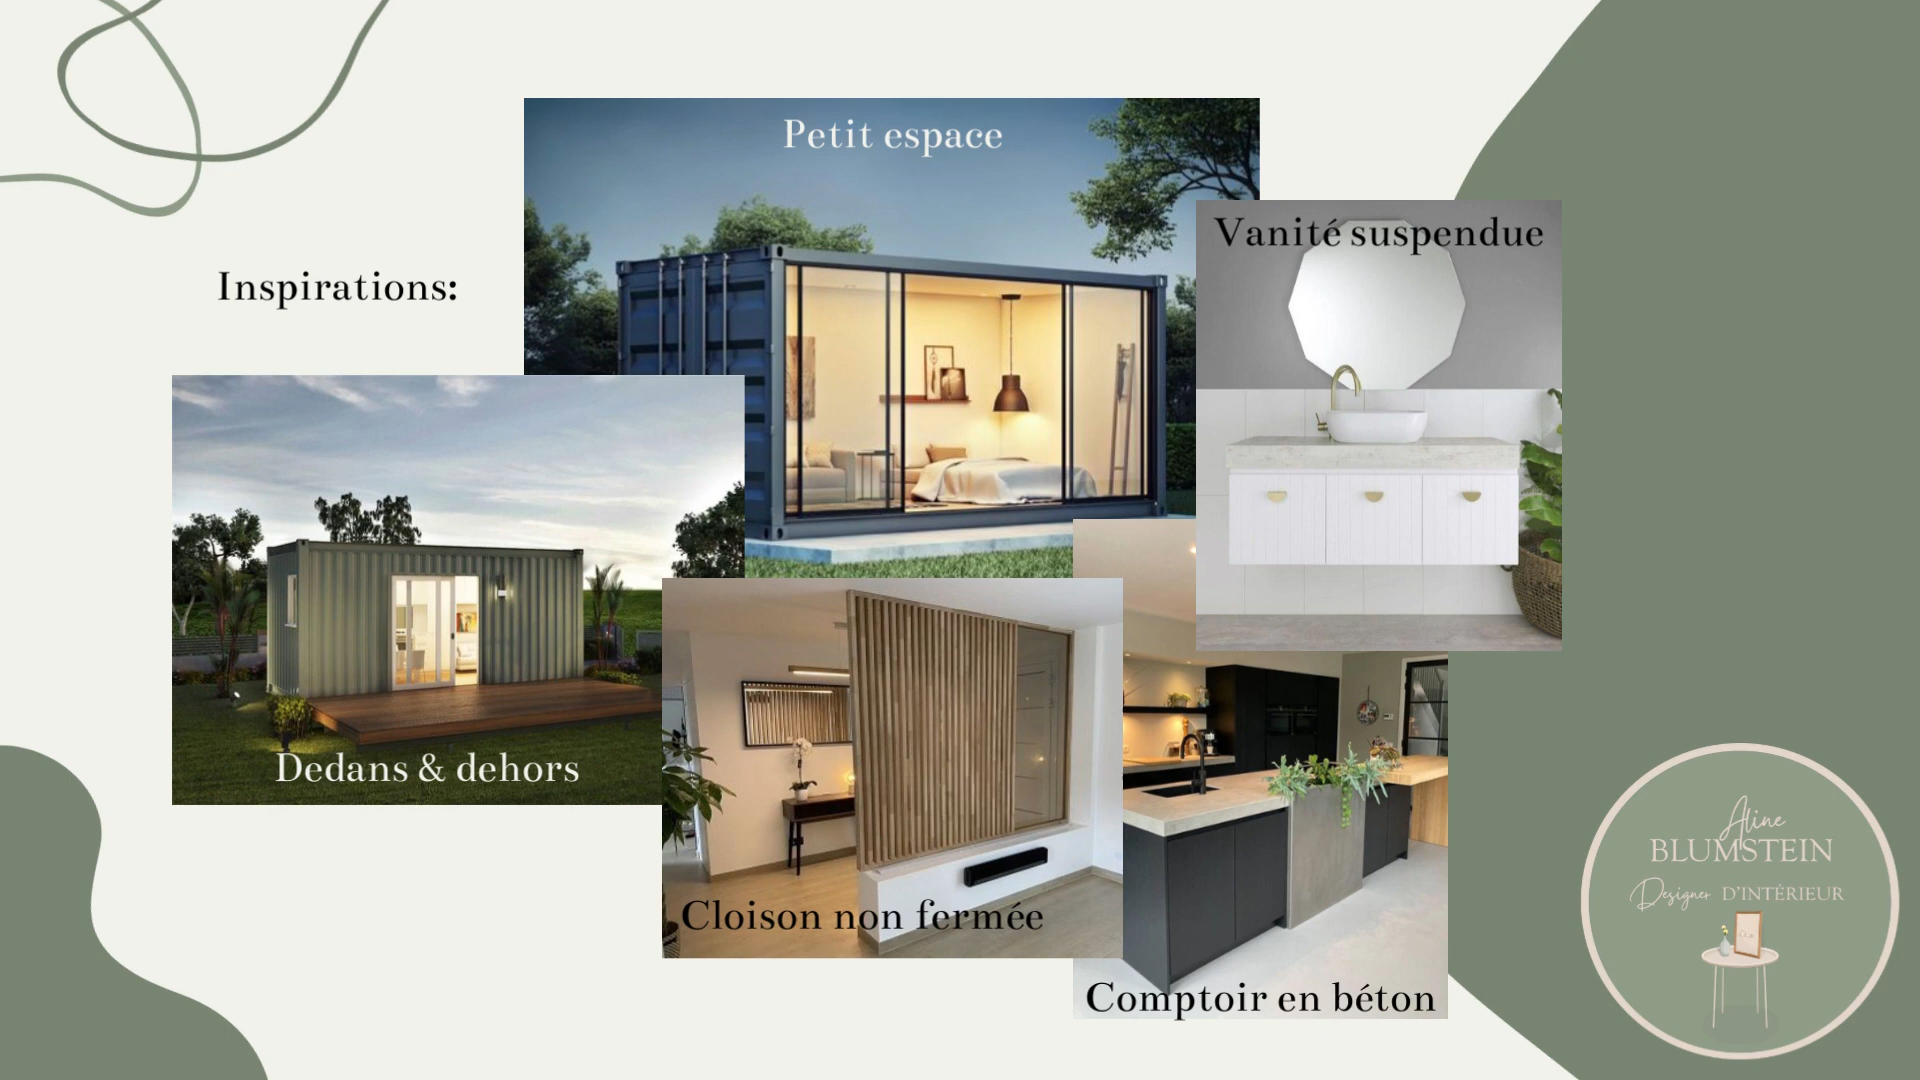 Petit espace
Vanité suspendue
Inspirations:
Dedans & dehors
Cloison non fermée
Comptoir en béton
Aline
BLUMSTEIN
Designer D'INTÉRIEUR